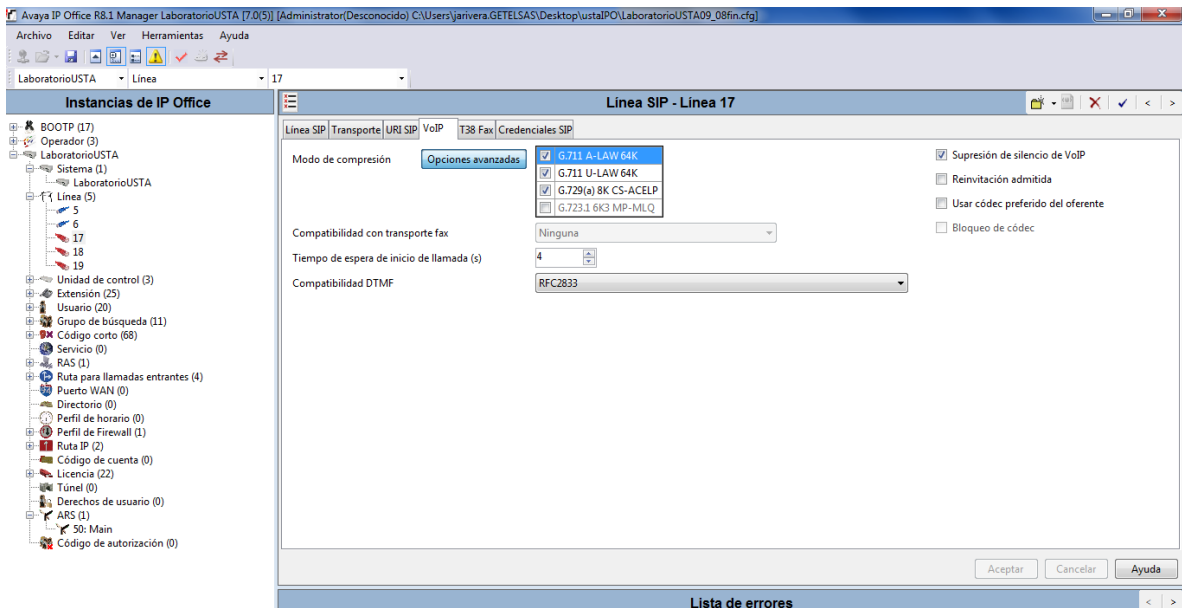 Avaya IP Office R8.1 Manager LaboratorioUSTA [7.0(5)] [Administrator(Desconocido) C:\Users\jarivera.GETELSAS\Desktop\ustaIPO\LaboratorioUSTA09_08fin.cfg]
Archivo Editar Ver Herramientas Ayuda
LaboratorioUSTA Línea 17
Instancias de IP Office
BOOTP (17)
Operador (3)
LaboratorioUSTA
Sistema (1)
LaboratorioUSTA
Línea (5)
5
6
17
18
19
Unidad de control (3)
Extensión (25)
Usuario (20)
Grupo de búsqueda (11)
Código corto (68)
Servicio (0)
RAS (1)
Ruta para llamadas entrantes (4)
Puerto WAN (0)
Directorio (0)
Perfil de horario (0)
Perfil de Firewall (1)
Ruta IP (2)
Código de cuenta (0)
Licencia (22)
Túnel (0)
Derechos de usuario (0)
ARS (1)
50: Main
Código de autorización (0)
Línea SIP - Línea 17
Línea SIP Transporte URI SIP VoIP T38 Fax Credenciales SIP
Modo de compresión Opciones avanzadas
G.711 A-LAW 64K
G.711 U-LAW 64K
G.729(a) 8K CS-ACELP
G.723.1 6K3 MP-MLQ
Supresión de silencio de VoIP
Reinvitación admitida
Usar códec preferido del oferente
Bloqueo de códec
Compatibilidad con transporte fax Ninguna
Tiempo de espera de inicio de llamada (s) 4
Compatibilidad DTMF RFC2833
Aceptar Cancelar Ayuda
Lista de errores